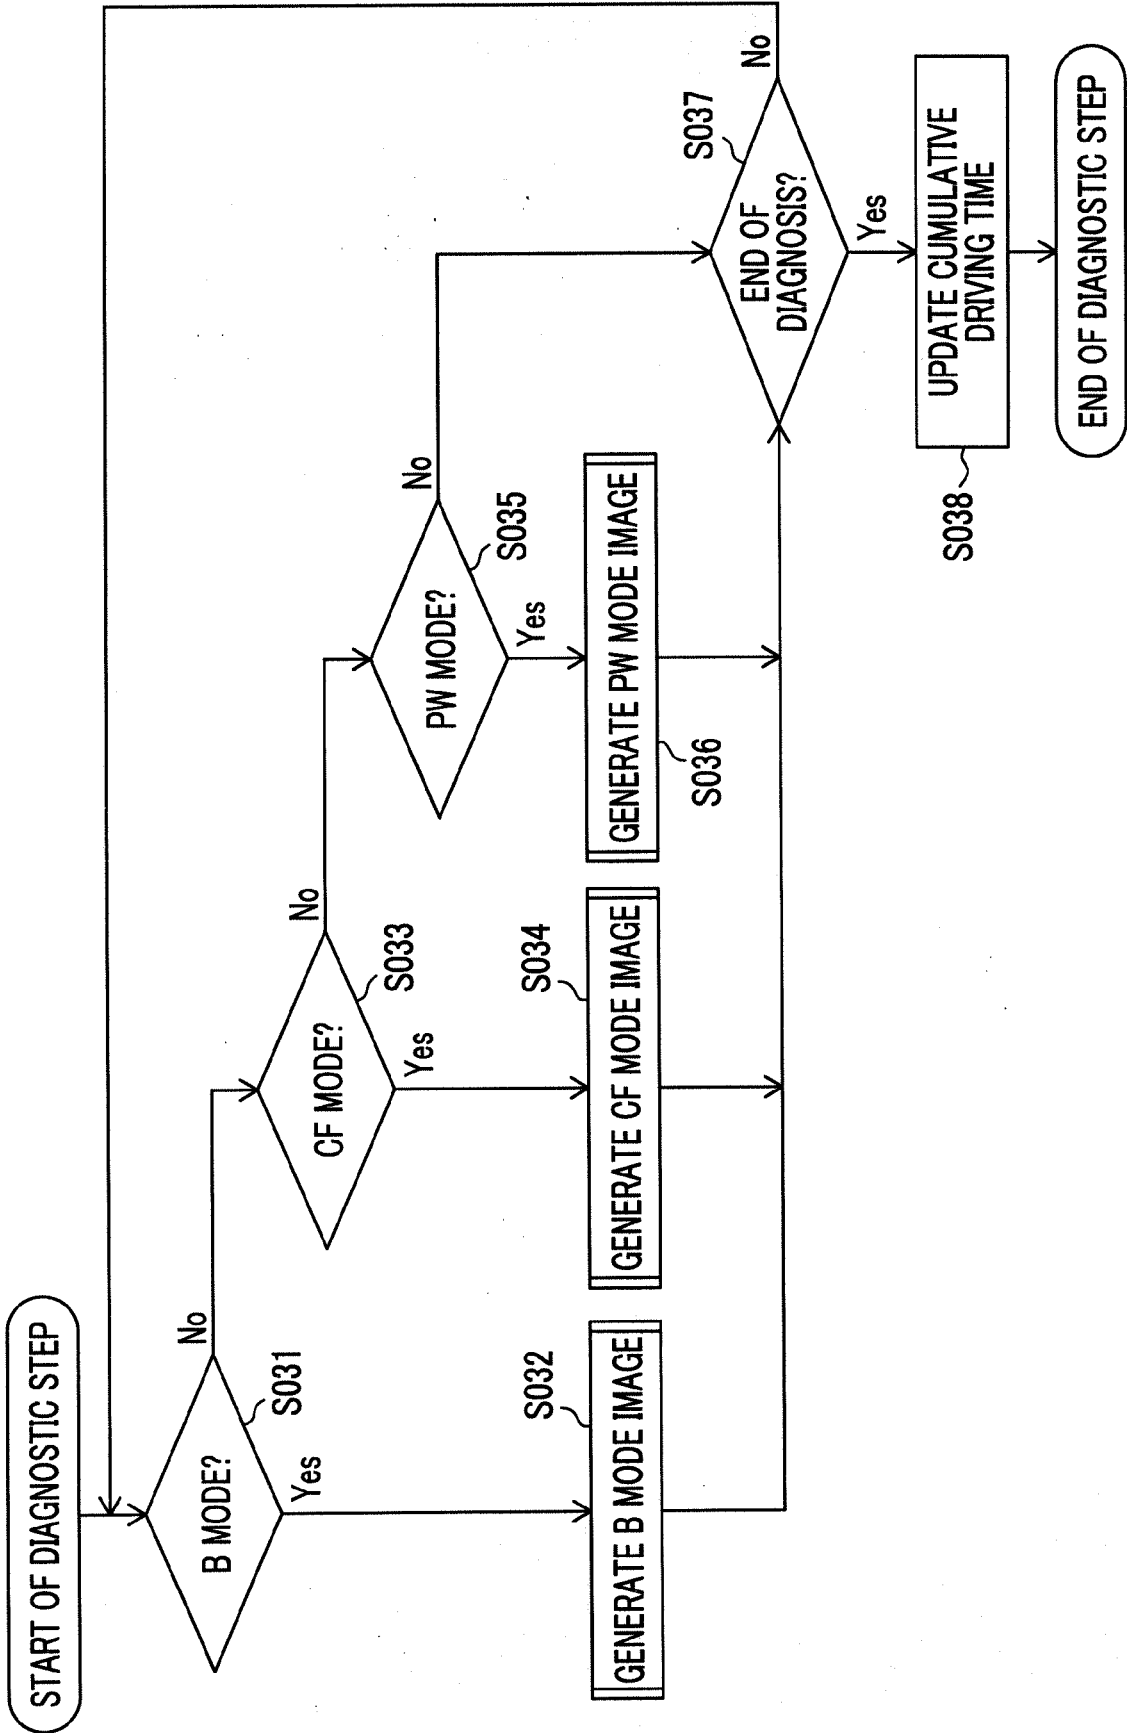 START OF DIAGNOSTIC STEP
B MODE?
S031
No
Yes
GENERATE B MODE IMAGE
S032
CF MODE?
S033
No
Yes
GENERATE CF MODE IMAGE
S034
PW MODE?
S035
No
Yes
GENERATE PW MODE IMAGE
S036
END OF
DIAGNOSIS?
S037
No
Yes
UPDATE CUMULATIVE
DRIVING TIME
S038
END OF DIAGNOSTIC STEP